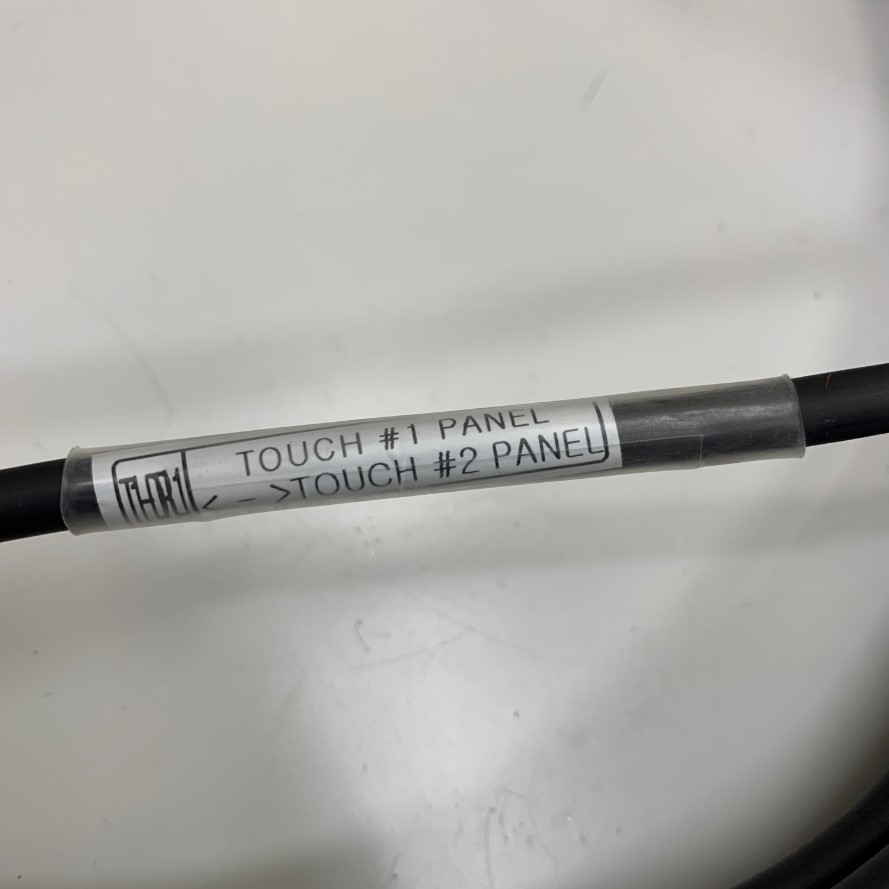 THR1
TOUCH #1 PANEL
< - >TOUCH #2 PANEL